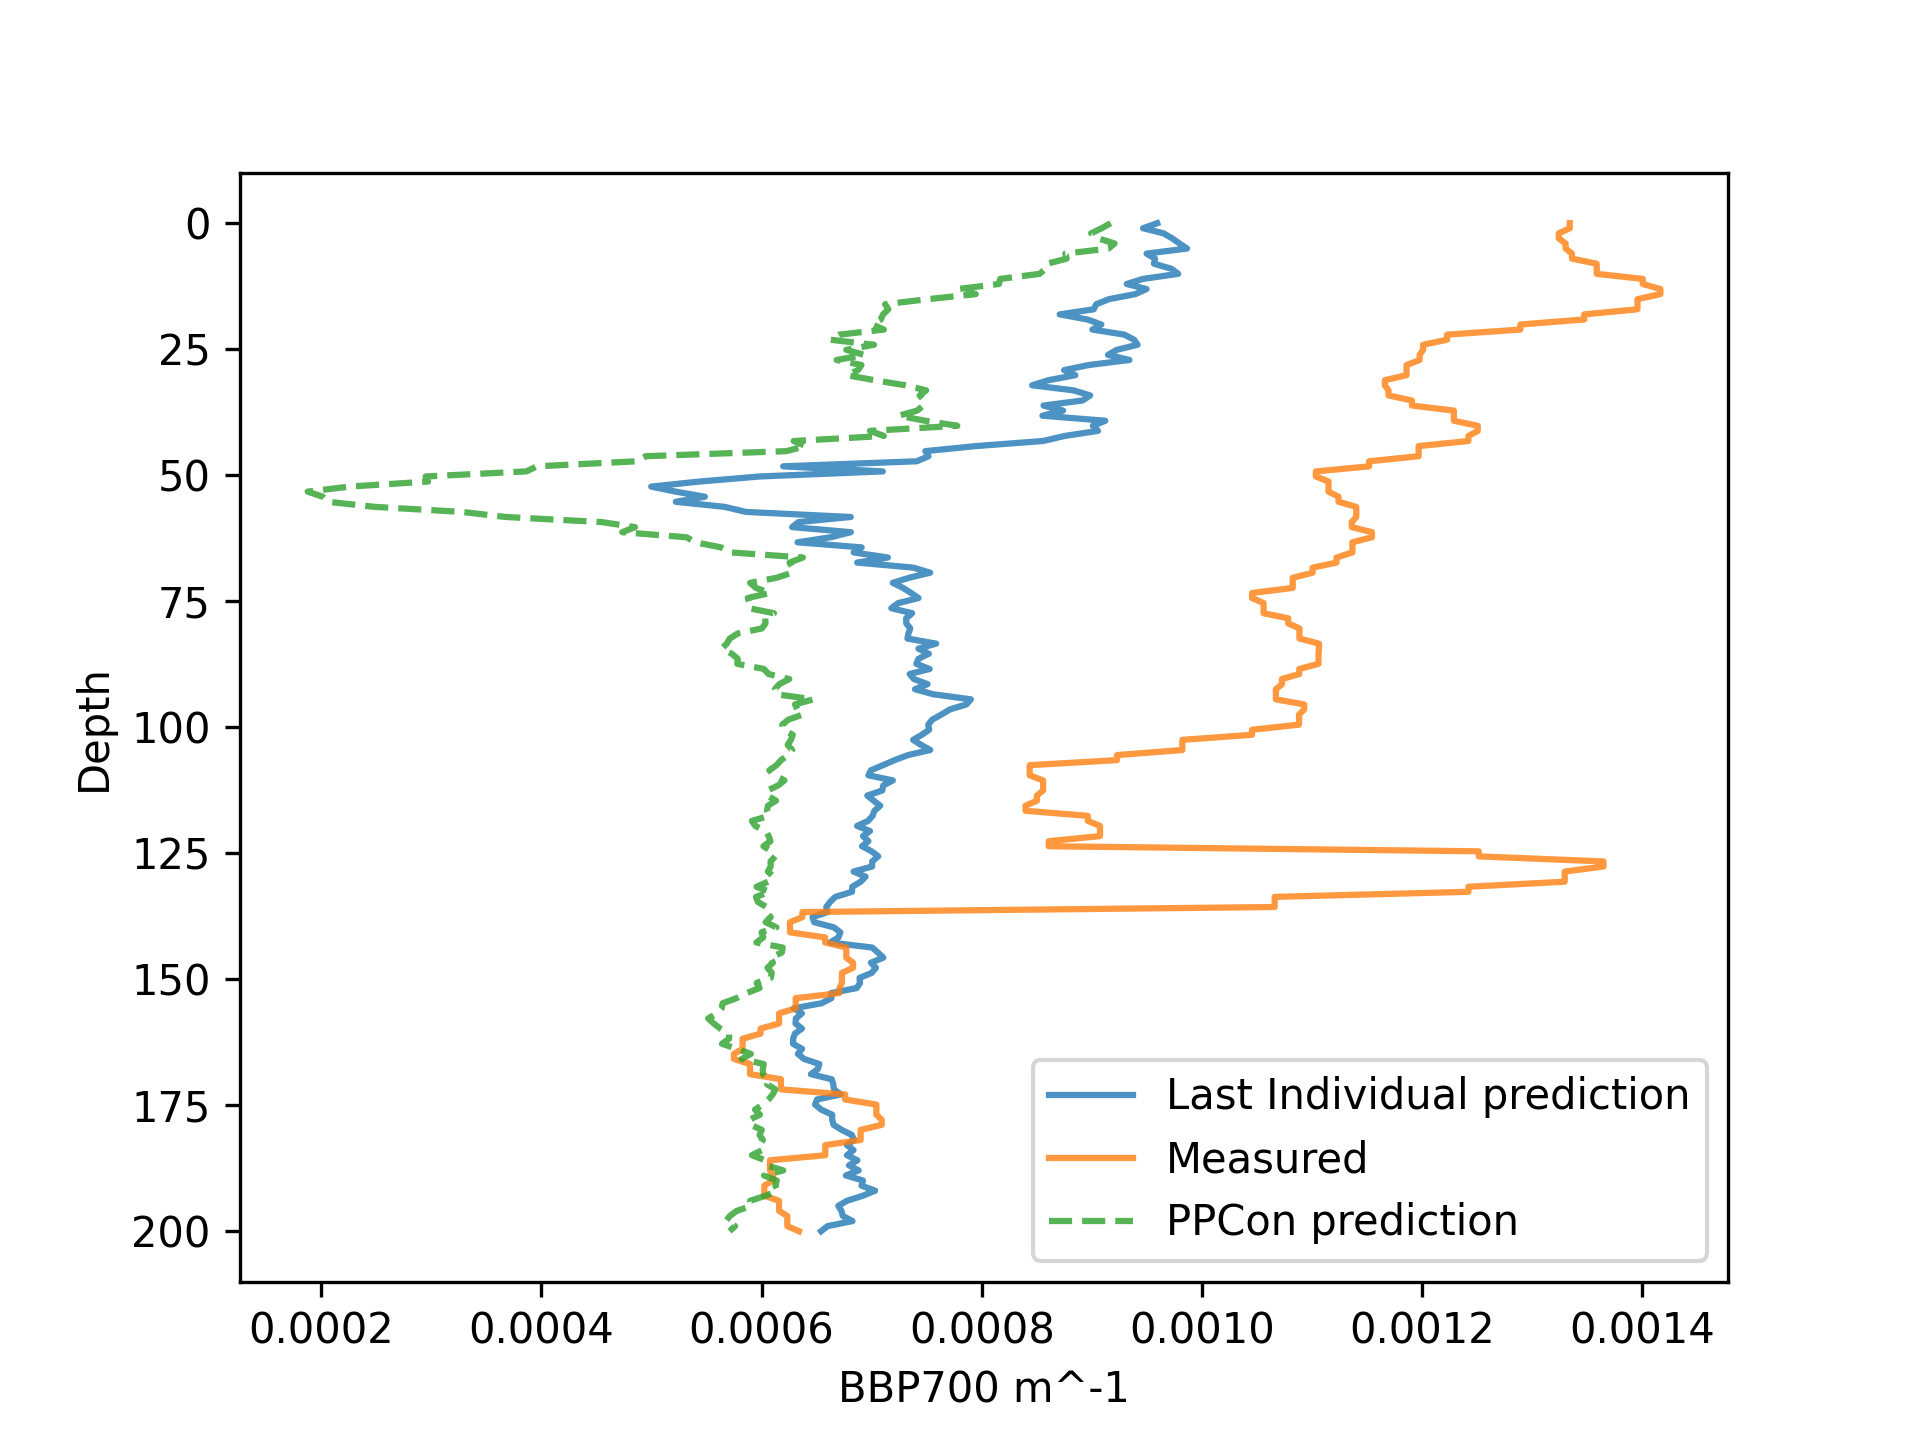 0
25
50
75
100
125
150
175
200
Depth
0.0002 0.0004 0.0006 0.0008 0.0010 0.0012 0.0014
BBP700 m^-1
Last Individual prediction
Measured
PPCon prediction